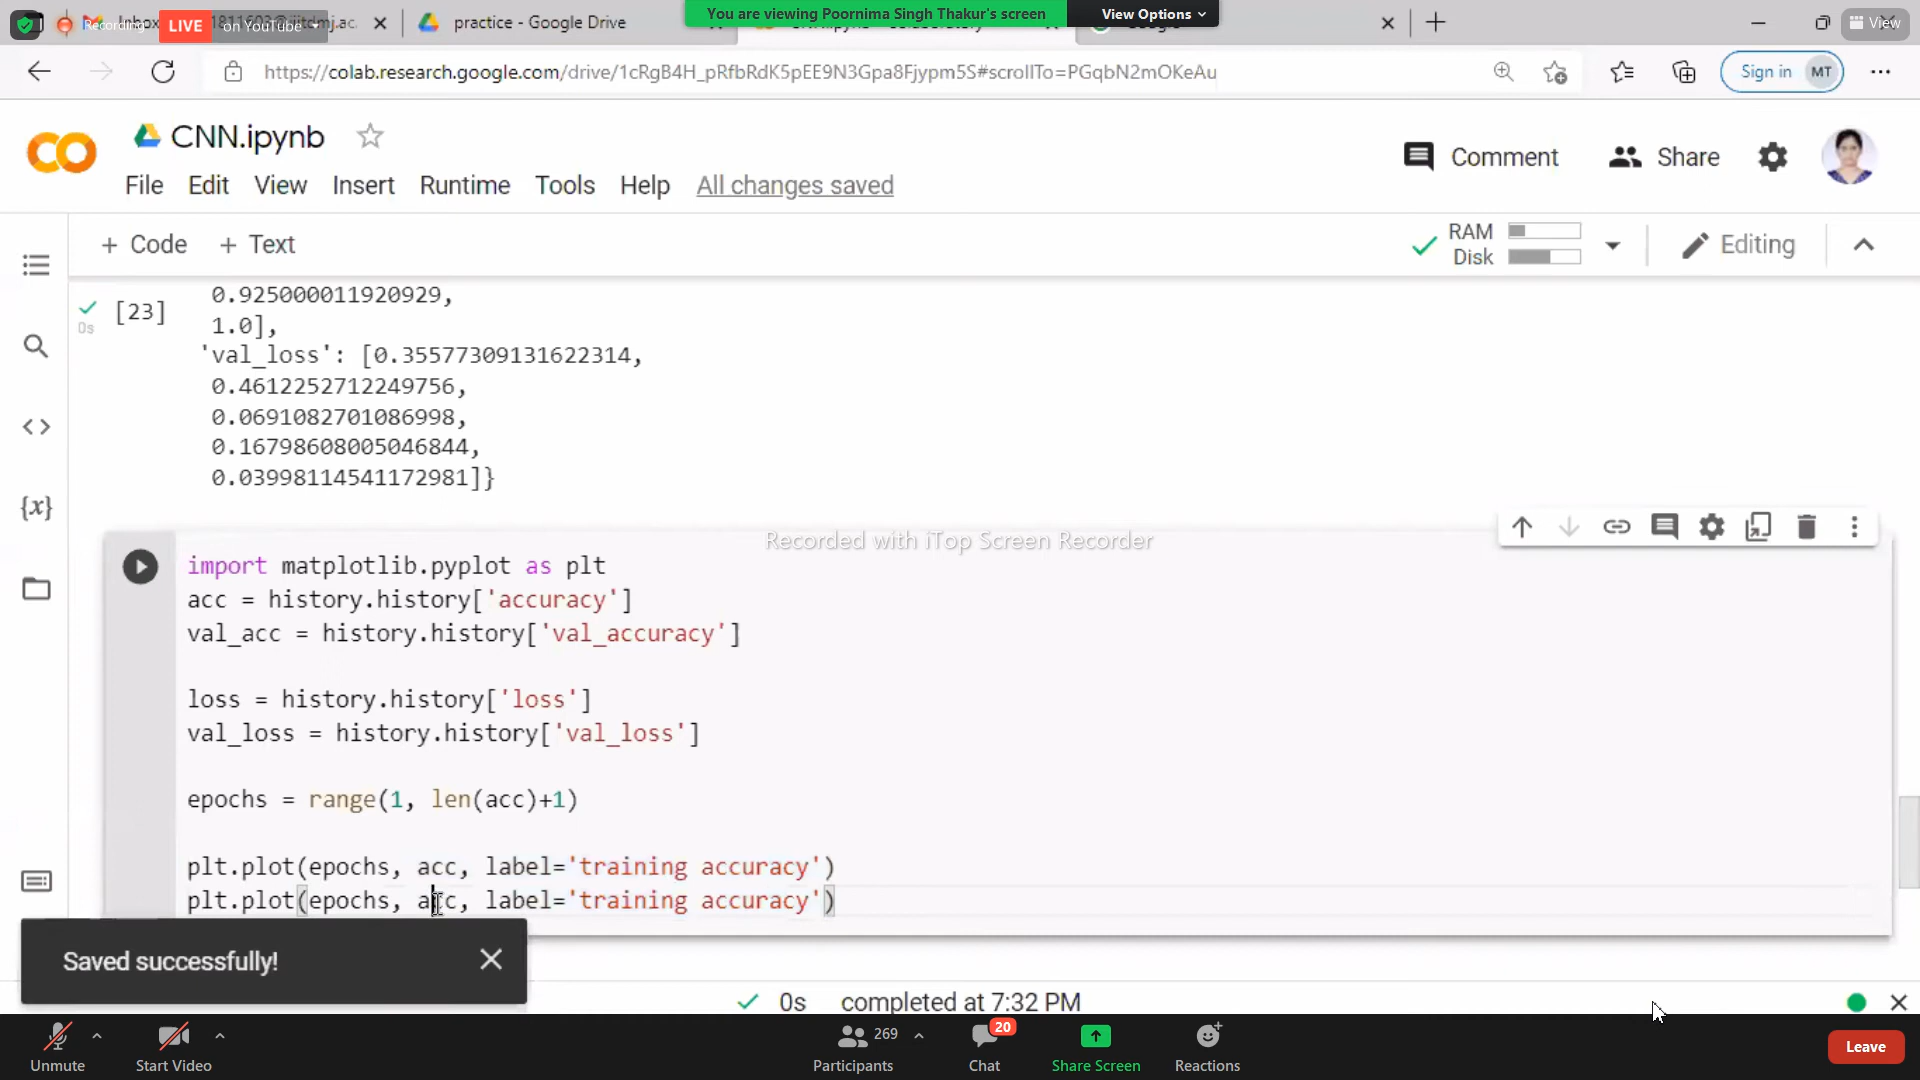 Recording
LIVE
on YouTube
practice - Google Drive
You are viewing Poornima Singh Thakur's screen
View Options
View
https://colab.research.google.com/drive/1cRgB4H_pRfbRdK5pEE9N3Gpa8Fjypm5S#scrollTo=PGqbN2mOKeAu
Sign in
MT
CNN.ipynb
Comment
Share
File Edit View Insert Runtime Tools Help All changes saved
+ Code + Text
RAM
Disk
Editing
0.925000011920929,
[23]
0s
1.0],
'val_loss': [0.35577309131622314,
0.4612252712249756,
0.0691082701086998,
0.16798608005046844,
0.03998114541172981]}
Recorded with iTop Screen Recorder
import matplotlib.pyplot as plt
acc = history.history['accuracy']
val_acc = history.history['val_accuracy']
loss = history.history['loss']
val_loss = history.history['val_loss']
epochs = range(1, len(acc)+1)
plt.plot(epochs, acc, label='training accuracy')
plt.plot(epochs, acc, label='training accuracy')
Saved successfully!
0s completed at 7:32 PM
Unmute
Start Video
269
Participants
20
Chat
Share Screen
Reactions
Leave